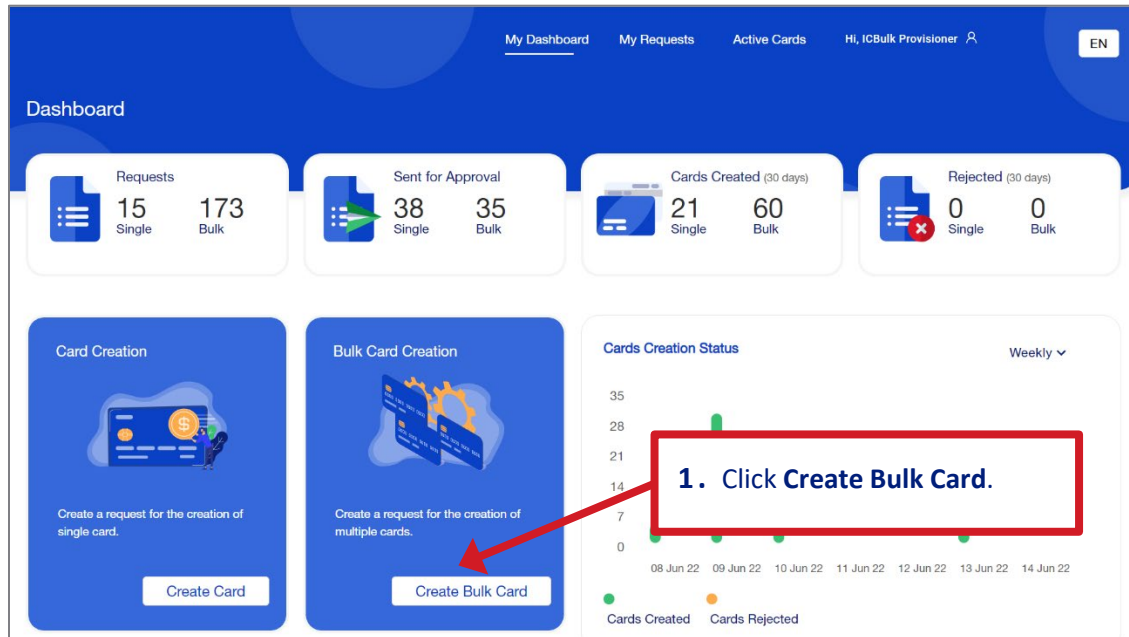 My Dashboard My Requests Active Cards Hi, ICBulk Provisioner
EN
Dashboard
Requests
15 173
Single Bulk
Sent for Approval
38 35
Single Bulk
Cards Created (30 days)
21 60
Single Bulk
Rejected (30 days)
0 0
Single Bulk
Card Creation
Create a request for the creation of
single card.
Create Card
Bulk Card Creation
Create a request for the creation of
multiple cards.
Create Bulk Card
Cards Creation Status
Weekly
35
28
21
14
7
0
1. Click Create Bulk Card.
08 Jun 22 09 Jun 22 10 Jun 22 11 Jun 22 12 Jun 22 13 Jun 22 14 Jun 22
Cards Created Cards Rejected